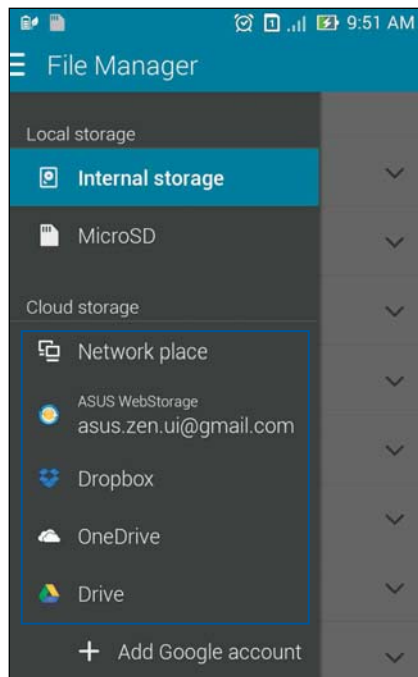 1 9:51 AM
File Manager
Local storage
Internal storage
MicroSD
Cloud storage
Network place
ASUS WebStorage
asus.zen.ui@gmail.com
Dropbox
OneDrive
Drive
+ Add Google account